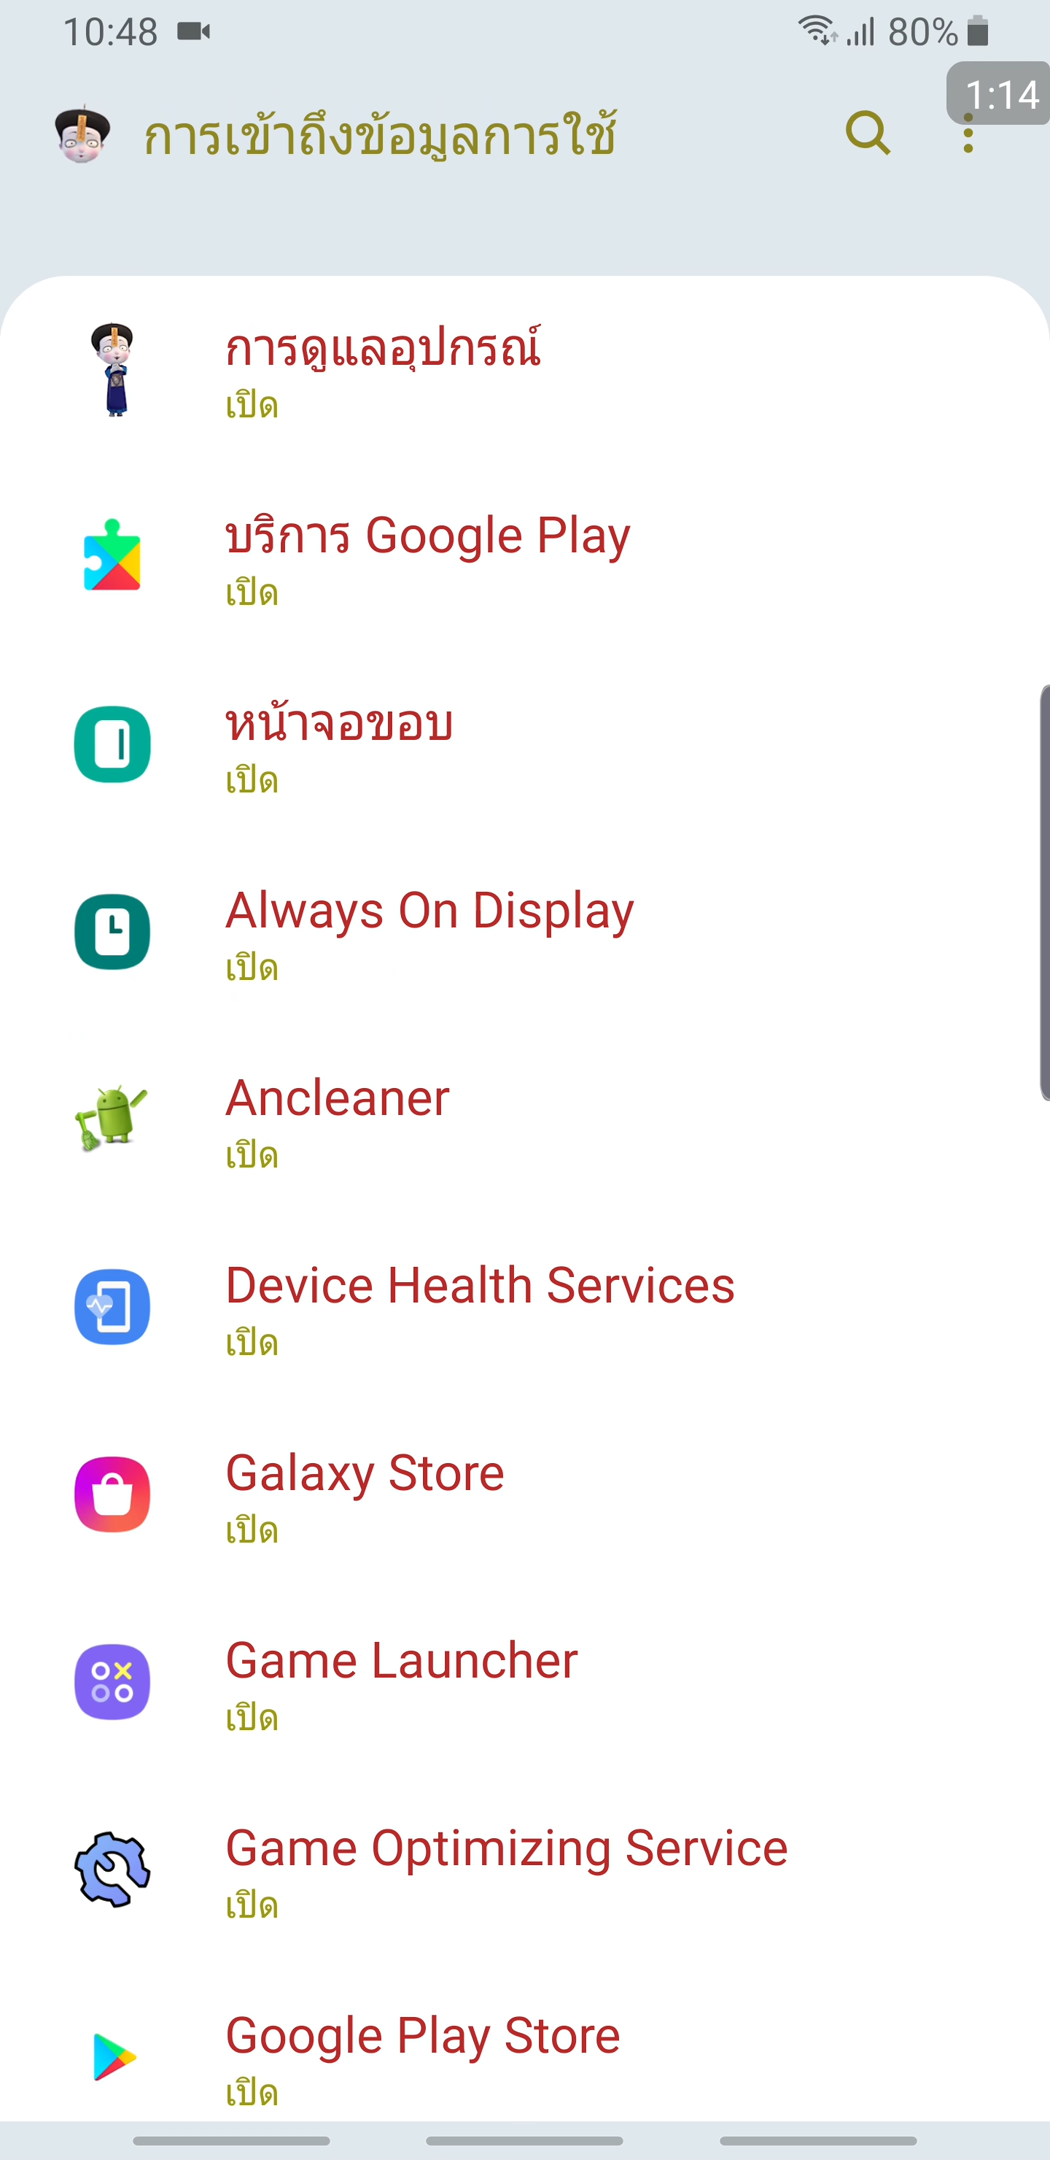 10:48
80%
1:14
การเข้าถึงข้อมูลการใช้
การดูแลอุปกรณ์
เปิด
บริการ Google Play
เปิด
หน้าจอขอบ
เปิด
Always On Display
เปิด
Ancleaner
เปิด
Device Health Services
เปิด
Galaxy Store
เปิด
Game Launcher
เปิด
Game Optimizing Service
เปิด
Google Play Store
เปิด